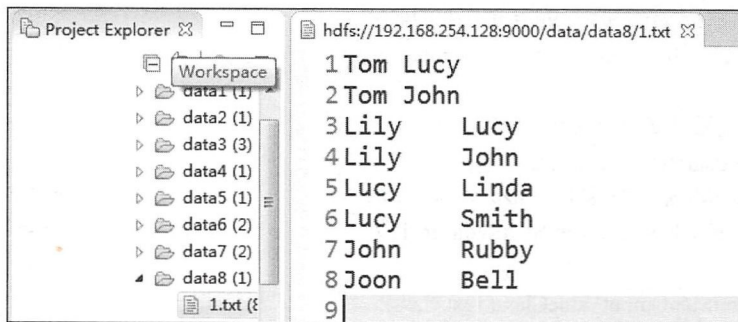 Project Explorer
Workspace
data1 (1)
data2 (1)
data3 (3)
data4 (1)
data5 (1)
data6 (2)
data7 (2)
data8 (1)
1.txt (8
hdfs://192.168.254.128:9000/data/data8/1.txt
1 Tom Lucy
2 Tom John
3 Lily Lucy
4 Lily John
5 Lucy Linda
6 Lucy Smith
7 John Rubby
8 Joon Bell
9